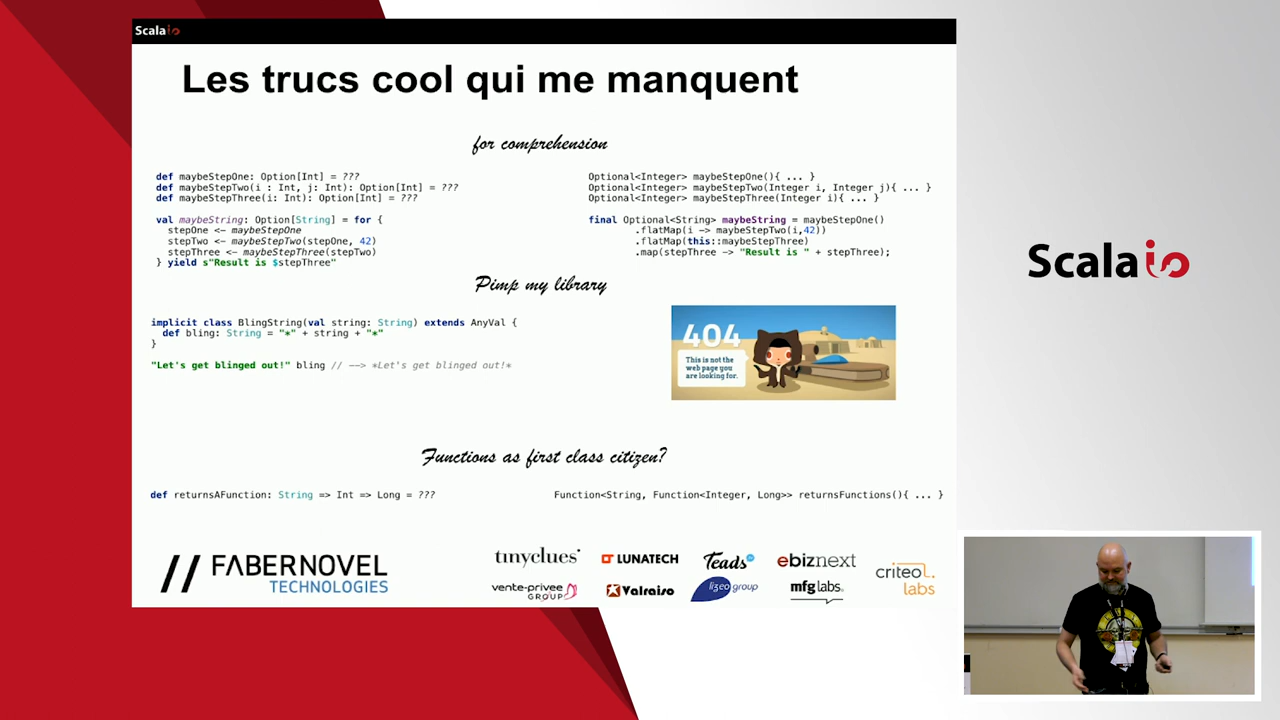 Scalaio
Les trucs cool qui me manquent
for comprehension
def maybeStepOne: Option[Int] = ???
def maybeStepTwo(i : Int, j: Int): Option[Int] = ???
def maybeStepThree(i: Int): Option[Int] = ???
val maybeString: Option[String] = for {
stepOne <- maybeStepOne
stepTwo <- maybeStepTwo(stepOne, 42)
stepThree <- maybeStepThree(stepTwo)
} yield s"Result is $stepThree"
Optional<Integer> maybeStepOne(){ ... }
Optional<Integer> maybeStepTwo(Integer i, Integer j){ ... }
Optional<Integer> maybeStepThree(Integer i){ ... }
final Optional<String> maybeString = maybeStepOne()
.flatMap(i -> maybeStepTwo(i,42))
.flatMap(this::maybeStepThree)
.map(stepThree -> "Result is " + stepThree);
Pimp my library
implicit class BlingString(val string: String) extends AnyVal {
def bling: String = "*" + string + "*"
}
"Let's get blinged out!" bling // --> *Let's get blinged out!*
404
This is not the
web page you
are looking for.
Functions as first class citizen?
def returnsAFunction: String => Int => Long = ???
Function<String, Function<Integer, Long>> returnsFunctions(){ ... }
// FABERNOVEL
TECHNOLOGIES
tinyclues
LUNATECH
Teads
ebiznext
criteo
labs
vente-privee
GROUP
Valraiso
lizeo group
mfg labs
Scalaio